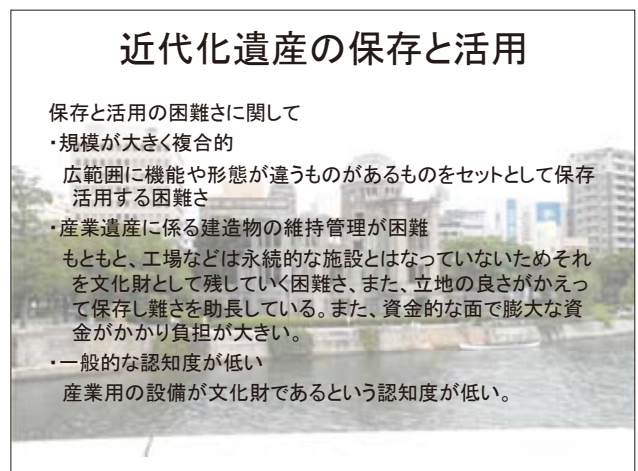 近代化遺産の保存と活用
保存と活用の困難さに関して
・規模が大きく複合的
広範囲に機能や形態が違うものがあるものをセットとして保存
活用する困難さ
・産業遺産に係る建造物の維持管理が困難
もともと、工場などは永続的な施設とはなっていないためそれ
を文化財として残していく困難さ、また、立地の良さがかえっ
て保存し難さを助長している。また、資金的な面で膨大な資
金がかかり負担が大きい。
・一般的な認知度が低い
産業用の設備が文化財であるという認知度が低い。